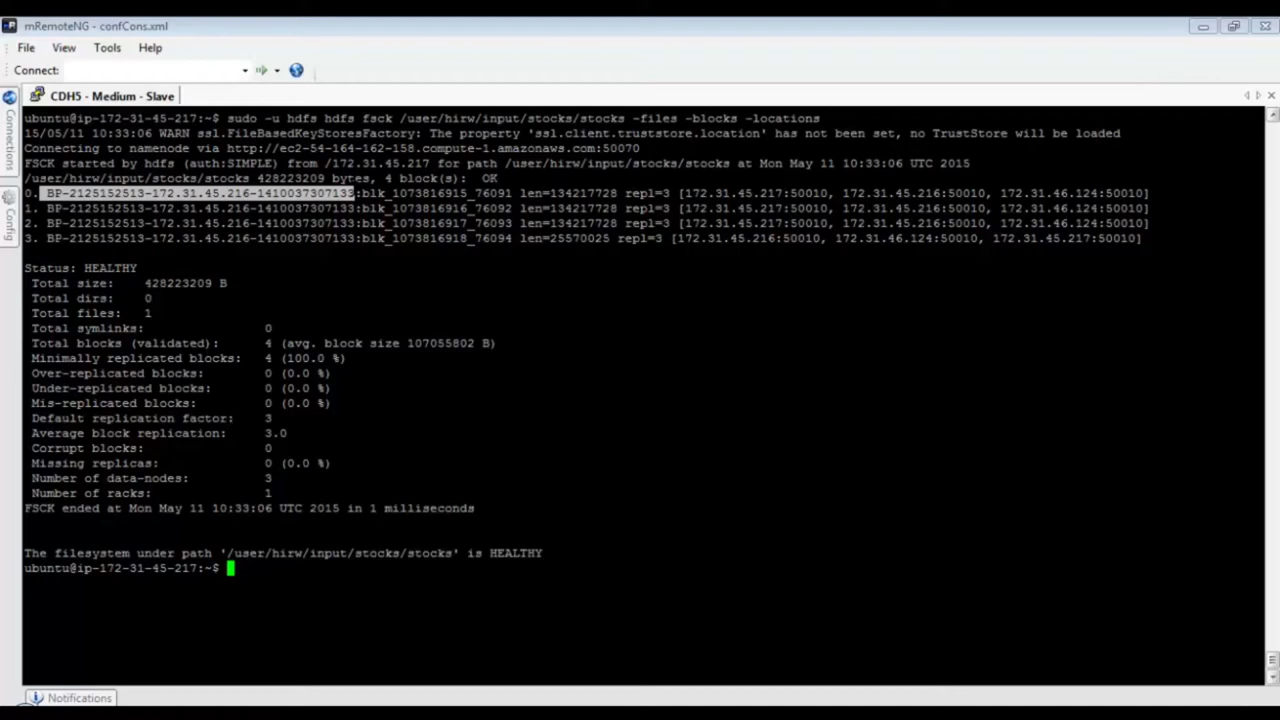 mRemoteNG - confCons.xml
File View Tools Help
Connect:
CDH5 - Medium - Slave
Connections
Config
ubuntu@ip-172-31-45-217:~$ sudo -u hdfs hdfs fsck /user/hirw/input/stocks/stocks -files -blocks -locations
15/05/11 10:33:06 WARN ssl.FileBasedKeyStoresFactory: The property 'ssl.client.truststore.location' has not been set, no TrustStore will be loaded
Connecting to namenode via http://ec2-54-164-162-158.compute-1.amazonaws.com:50070
FSCK started by hdfs (auth:SIMPLE) from /172.31.45.217 for path /user/hirw/input/stocks/stocks at Mon May 11 10:33:06 UTC 2015
/user/hirw/input/stocks/stocks 428223209 bytes, 4 block(s):  OK
0. BP-2125152513-172.31.45.216-1410037307133:blk_1073816915_76091 len=134217728 repl=3 [172.31.45.216:50010, 172.31.45.217:50010, 172.31.46.124:50010]
1. BP-2125152513-172.31.45.216-1410037307133:blk_1073816916_76092 len=134217728 repl=3 [172.31.45.216:50010, 172.31.45.217:50010, 172.31.46.124:50010]
2. BP-2125152513-172.31.45.216-1410037307133:blk_1073816917_76093 len=134217728 repl=3 [172.31.45.216:50010, 172.31.45.217:50010, 172.31.46.124:50010]
3. BP-2125152513-172.31.45.216-1410037307133:blk_1073816918_76094 len=25570025 repl=3 [172.31.45.216:50010, 172.31.46.124:50010, 172.31.45.217:50010]
Status: HEALTHY
Total size: 428223209 B
Total dirs: 0
Total files: 1
Total symlinks: 0
Total blocks (validated): 4 (avg. block size 107055802 B)
Minimally replicated blocks: 4 (100.0 %)
Over-replicated blocks: 0 (0.0 %)
Under-replicated blocks: 0 (0.0 %)
Mis-replicated blocks: 0 (0.0 %)
Default replication factor: 3
Average block replication: 3.0
Corrupt blocks: 0
Missing replicas: 0 (0.0 %)
Number of data-nodes: 3
Number of racks: 1
FSCK ended at Mon May 11 10:33:06 UTC 2015 in 1 milliseconds
The filesystem under path '/user/hirw/input/stocks/stocks' is HEALTHY
ubuntu@ip-172-31-45-217:~$
Notifications